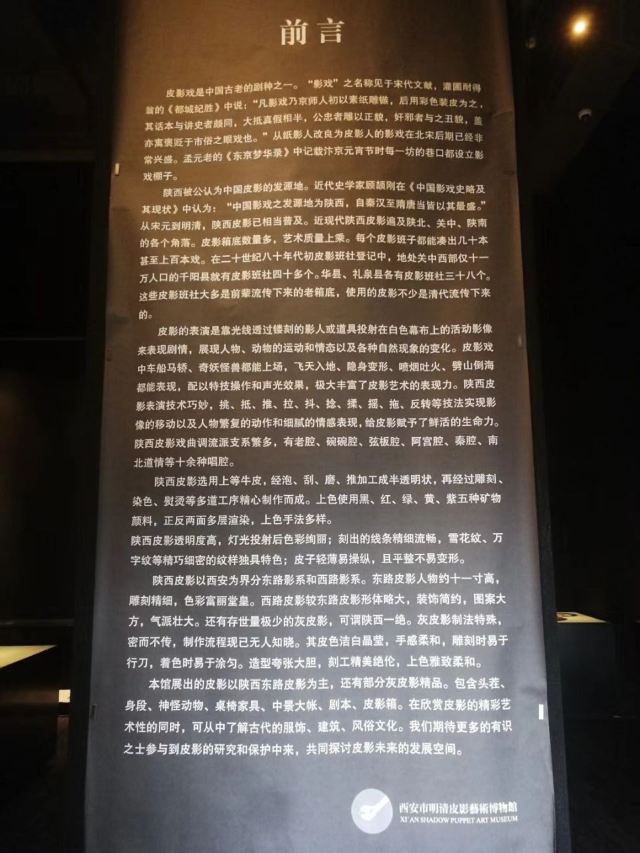 前言
皮影戏是中国古老的剧种之一。“影戏”之名称见于宋代文献，灌圃耐得
翁的《都城纪胜》中说：“凡影戏乃京师人初以素纸雕镞，后用彩色装皮为之，
其话本与讲史者颇同，大抵真假相半，公忠者雕以正貌，奸邪者与之丑貌，盖
亦寓褒贬于市俗之眼戏也。”从纸影人改良为皮影人的影戏在北宋后期已经非
常兴盛。孟元老的《东京梦华录》中记载汴京元宵节时每一坊的巷口都设立影
戏棚子。
陕西被公认为中国皮影的发源地。近代史学家顾颉刚在《中国影戏史略及
其现状》中认为：“中国影戏之发源地为陕西，自秦汉至隋唐当皆以其最盛。”
从宋元到明清，陕西皮影已相当普及。近现代陕西皮影遍及陕北、关中、陕南
的各个角落。皮影箱底数量多，艺术质量上乘。每个皮影班子都能凑出几十本
甚至上百本戏。在二十世纪八十年代初皮影班社登记中，地处关中西部仅十一
万人口的千阳县就有皮影班社四十多个。华县、礼泉县各有皮影班社三十八个。
这些皮影班社大多是前辈流传下来的老箱底，使用的皮影不少是清代流传下来
的。
皮影的表演是靠光线透过镂刻的影人或道具投射在白色幕布上的活动影像
来表现剧情，展现人物、动物的运动和情态以及各种自然现象的变化。皮影戏
中车船马轿、奇妖怪兽都能上场，飞天入地、隐身变形、喷烟吐火、劈山倒海
都能表现，配以特技操作和声光效果，极大丰富了皮影艺术的表现力。陕西皮
影表演技术巧妙，挑、抵、推、拉、抖、捻、揉、摇、拖、反转等技法实现影
像的移动以及人物繁复的动作和细腻的情感表现，给皮影赋予了鲜活的生命力。
陕西皮影戏曲调流派支系繁多，有老腔、碗碗腔、弦板腔、阿宫腔、秦腔、南
北道情等十余种唱腔。
陕西皮影选用上等牛皮，经泡、刮、磨、推加工成半透明状，再经过雕刻、
染色、熨烫等多道工序精心制作而成。上色使用黑、红、绿、黄、紫五种矿物
颜料，正反两面多层渲染，上色手法多样。
陕西皮影透明度高，灯光投射后色彩绚丽；刻出的线条精细流畅，雪花纹、万
字纹等精巧细密的纹样独具特色；皮子轻薄易操纵，且平整不易变形。
陕西皮影以西安为界分东路影系和西路影系。东路皮影人物约十一寸高，
雕刻精细，色彩富丽堂皇。西路皮影较东路皮影形体略大，装饰简约，图案大
方，气派壮大。还有存世量极少的灰皮影，可谓陕西一绝。灰皮影制法特殊，
密而不传，制作流程现已无人知晓。其皮色洁白晶莹，手感柔和，雕刻时易于
行刀，着色时易于涂匀。造型夸张大胆，刻工精美绝伦，上色雅致柔和。
本馆展出的皮影以陕西东路皮影为主，还有部分灰皮影精品。包含头茬、
身段、神怪动物、桌椅家具、中景大帐、剧本、皮影箱。在欣赏皮影的精彩艺
术性的同时，可从中了解古代的服饰、建筑、风俗文化。我们期待更多的有识
之士参与到皮影的研究和保护中来，共同探讨皮影未来的发展空间。
西安市明清皮影藝術博物館
XI'AN SHADOW PUPPET ART MUSEUM